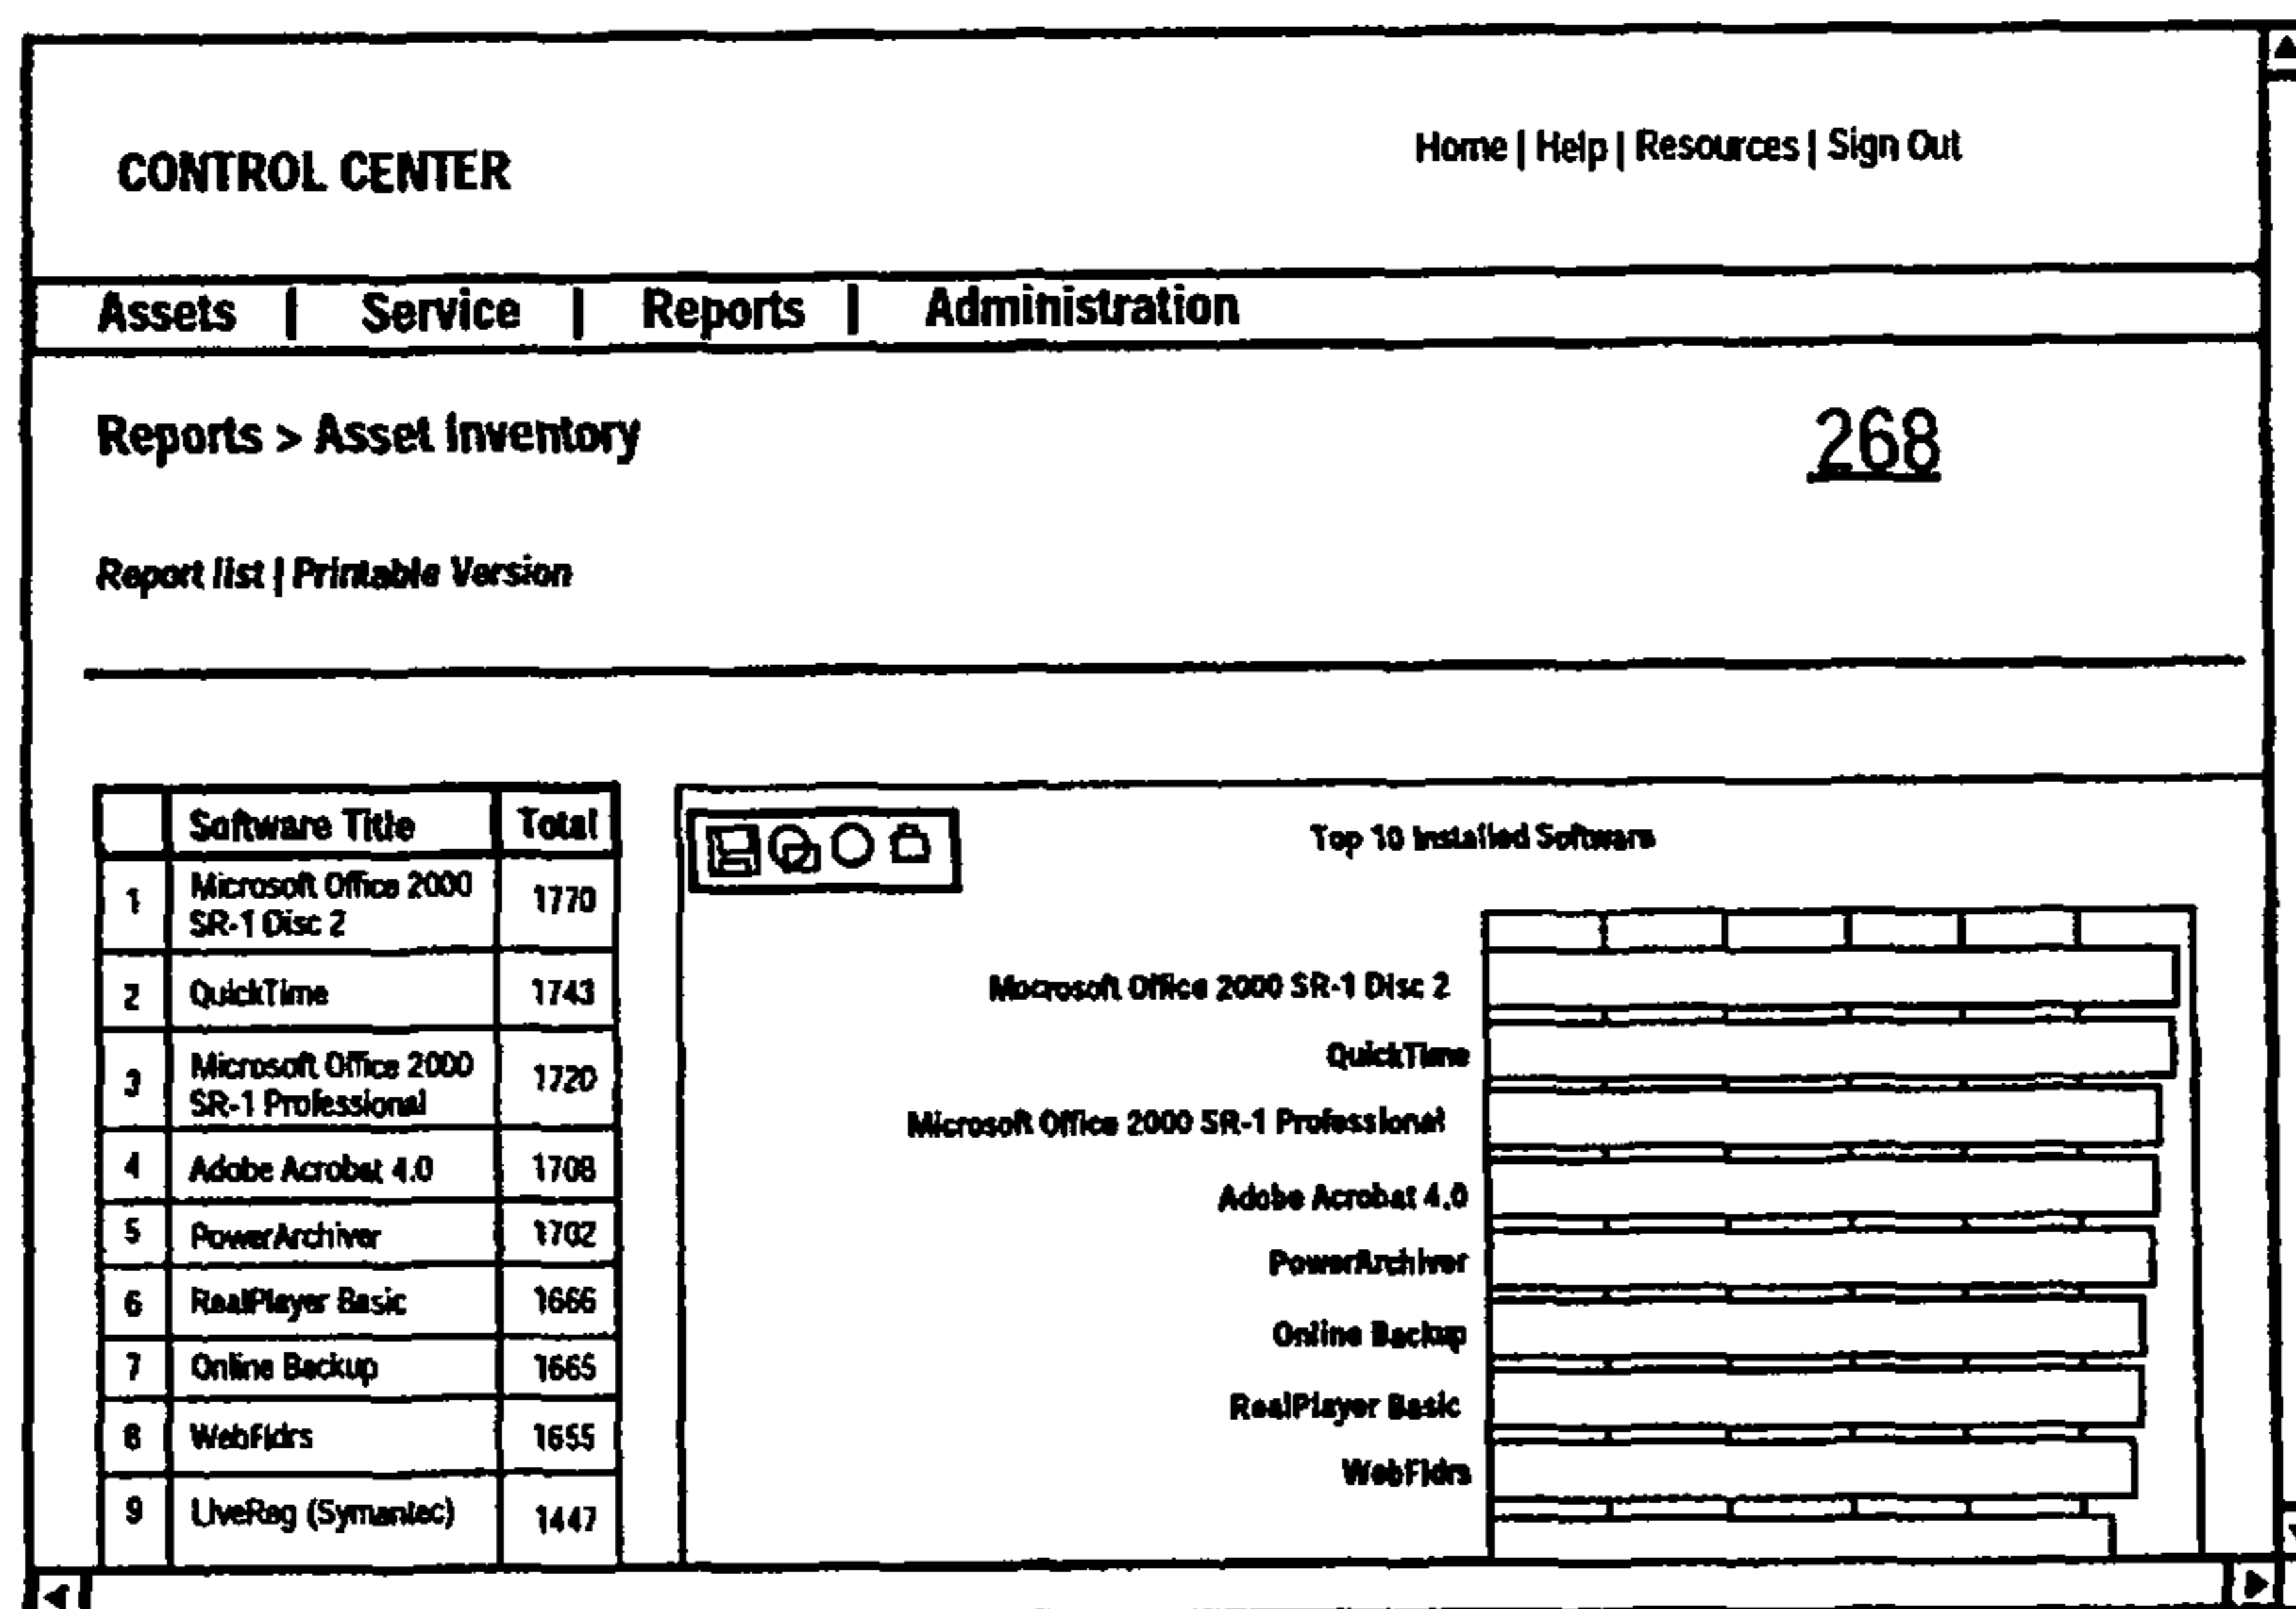 CONTROL CENTER
Home | Help | Resources | Sign Out
Assets | Service | Reports | Administration
Reports > Asset Inventory
268
Report list | Printable Version
Software Title Total
1 Microsoft Office 2000 SR-1 Disc 2 1770
2 QuickTime 1743
3 Microsoft Office 2000 SR-1 Professional 1720
4 Adobe Acrobat 4.0 1708
5 PowerArchiver 1702
6 RealPlayer Basic 1666
7 Online Backup 1665
8 WebFldrs 1655
9 LiveReg (Symantec) 1447
Top 10 Installed Software
Mocrosoft Office 2000 SR-1 Disc 2
QuickTime
Microsoft Office 2000 SR-1 Professional
Adobe Acrobat 4.0
PowerArchiver
Online Backup
RealPlayer Basic
WebFldrs